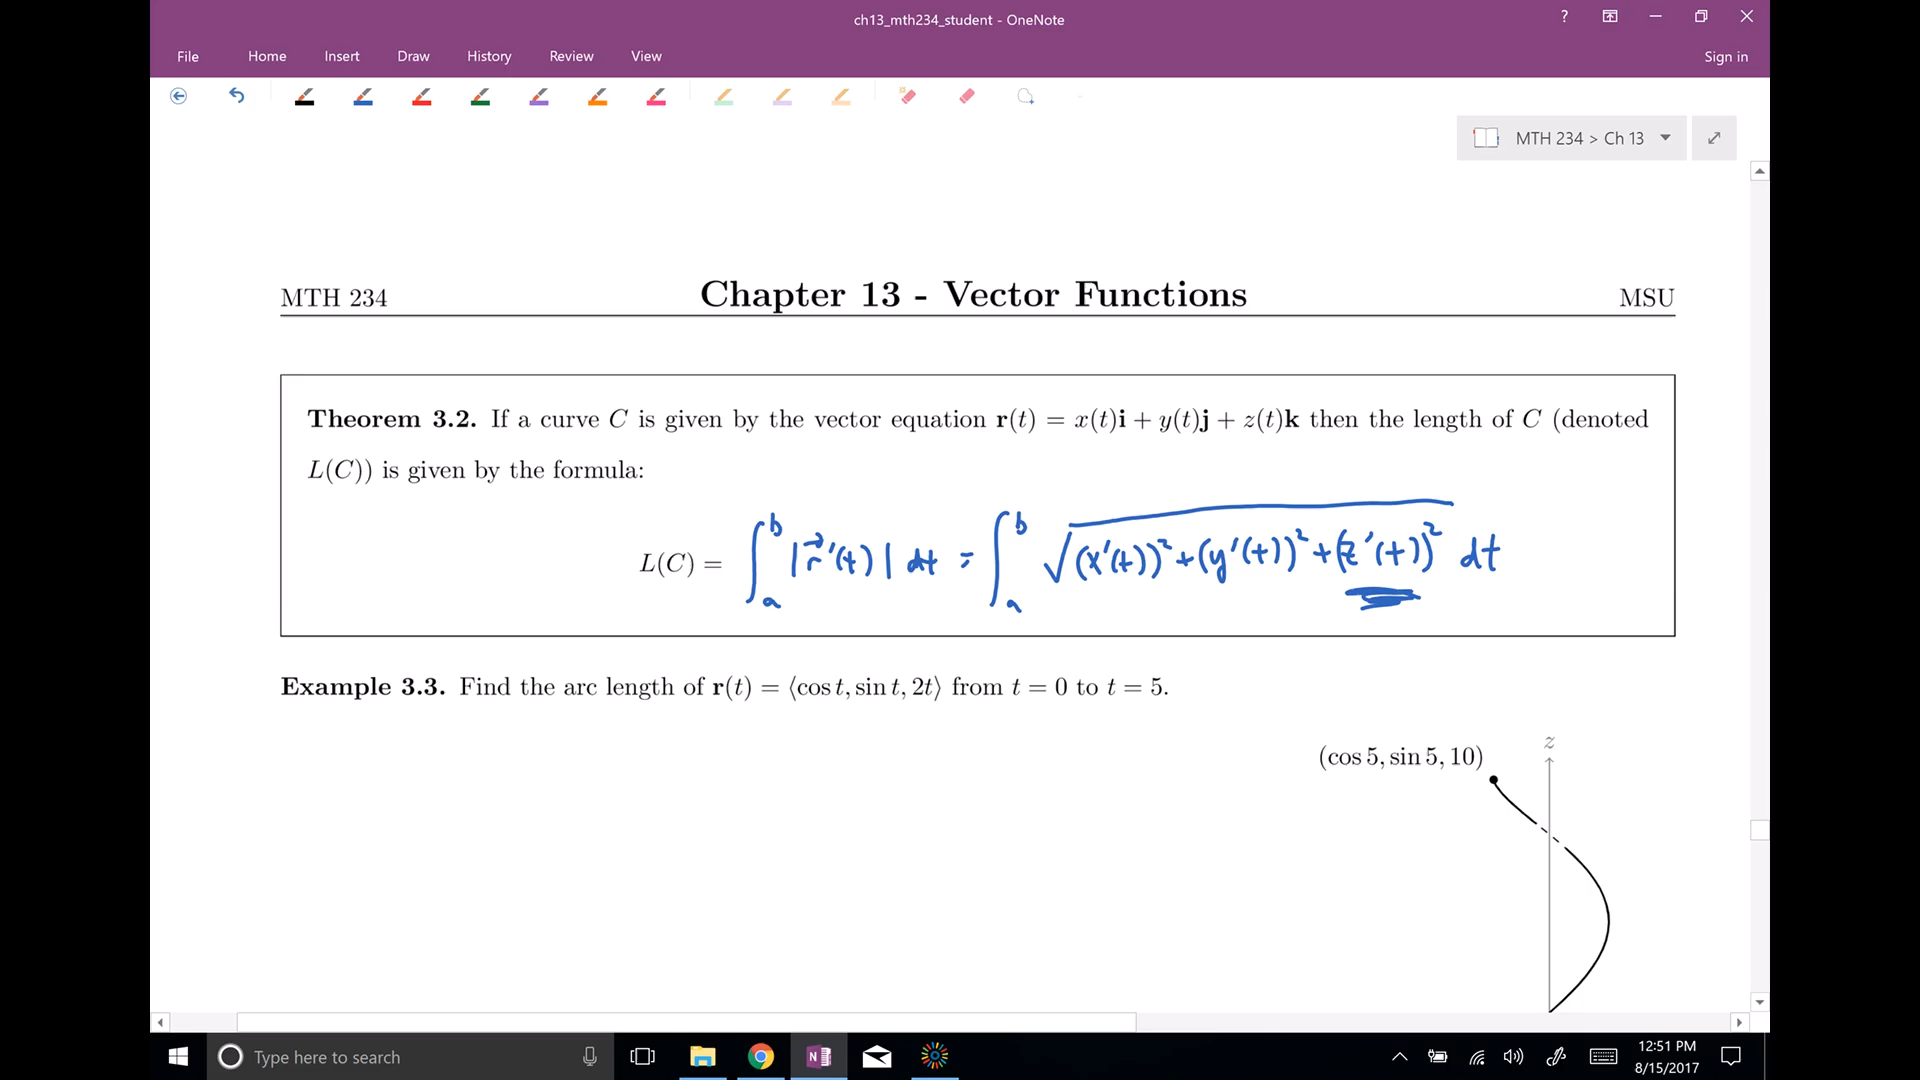 ch13_mth234_student - OneNote
?
File Home Insert Draw History Review View Sign in
MTH 234 > Ch 13
MTH 234 Chapter 13 - Vector Functions MSU
Theorem 3.2. If a curve C is given by the vector equation r(t) = x(t)i + y(t)j + z(t)k then the length of C (denoted
L(C)) is given by the formula:
L(C) = ∫_a^b |r⃗'(t)| dt = ∫_a^b √((x'(t))² + (y'(t))² + (z'(t))²) dt
Example 3.3. Find the arc length of r(t) = ⟨cos t, sin t, 2t⟩ from t = 0 to t = 5.
z
(cos 5, sin 5, 10)
Type here to search
12:51 PM
8/15/2017